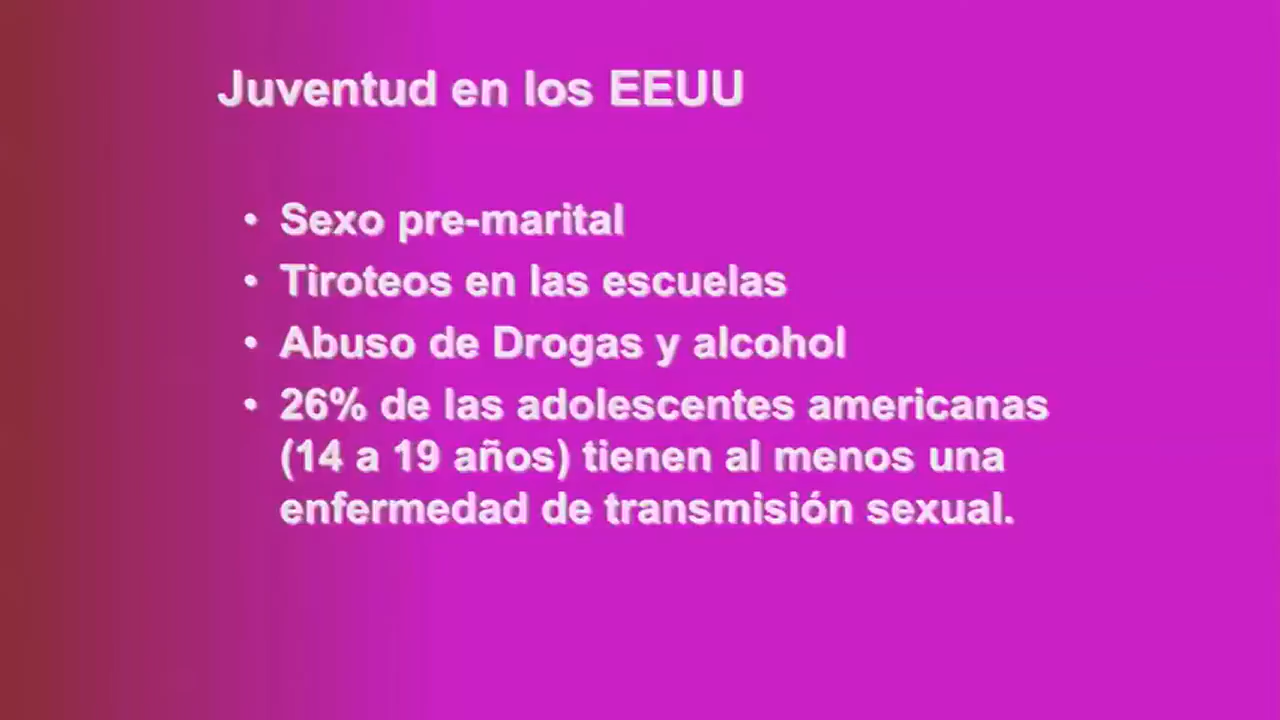 Juventud en los EEUU
• Sexo pre-marital
• Tiroteos en las escuelas
• Abuso de Drogas y alcohol
• 26% de las adolescentes americanas
(14 a 19 años) tienen al menos una
enfermedad de transmisión sexual.